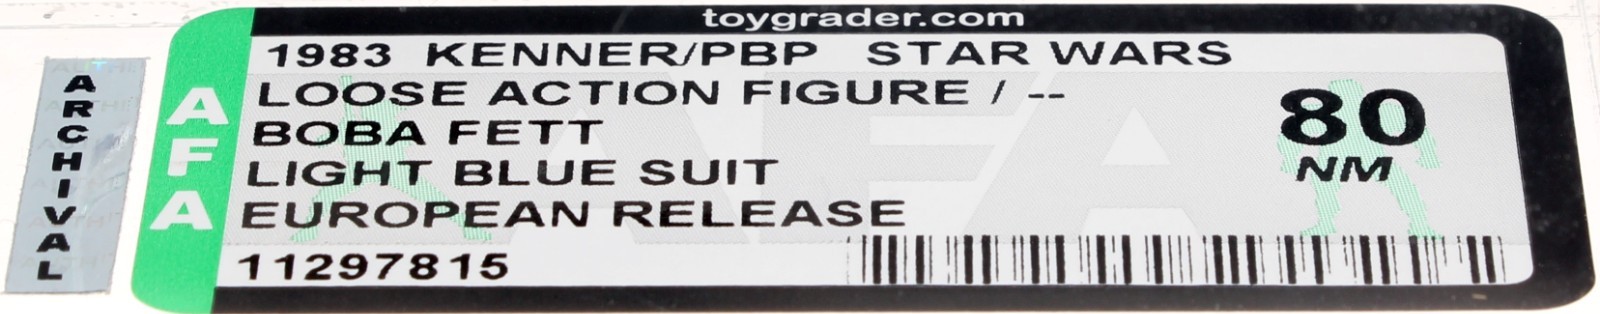 toygrader.com
ARCHIVAL
AFA
1983 KENNER/PBP STAR WARS
LOOSE ACTION FIGURE / --
BOBA FETT
LIGHT BLUE SUIT
EUROPEAN RELEASE
11297815
80
NM